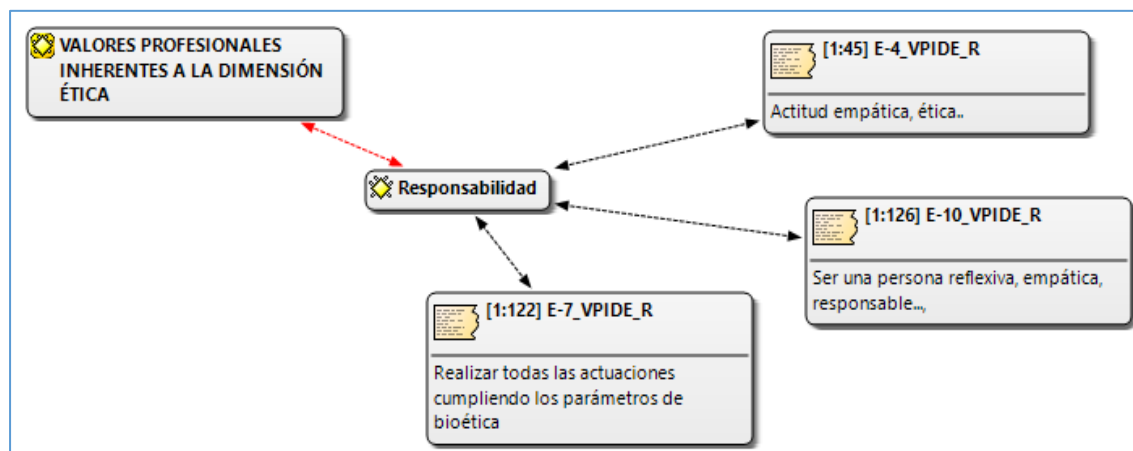 VALORES PROFESIONALES
INHERENTES A LA DIMENSIÓN
ÉTICA
[1:45] E-4_VPIDE_R
Actitud empática, ética..
Responsabilidad
[1:126] E-10_VPIDE_R
Ser una persona reflexiva, empática,
responsable...,
[1:122] E-7_VPIDE_R
Realizar todas las actuaciones
cumpliendo los parámetros de
bioética